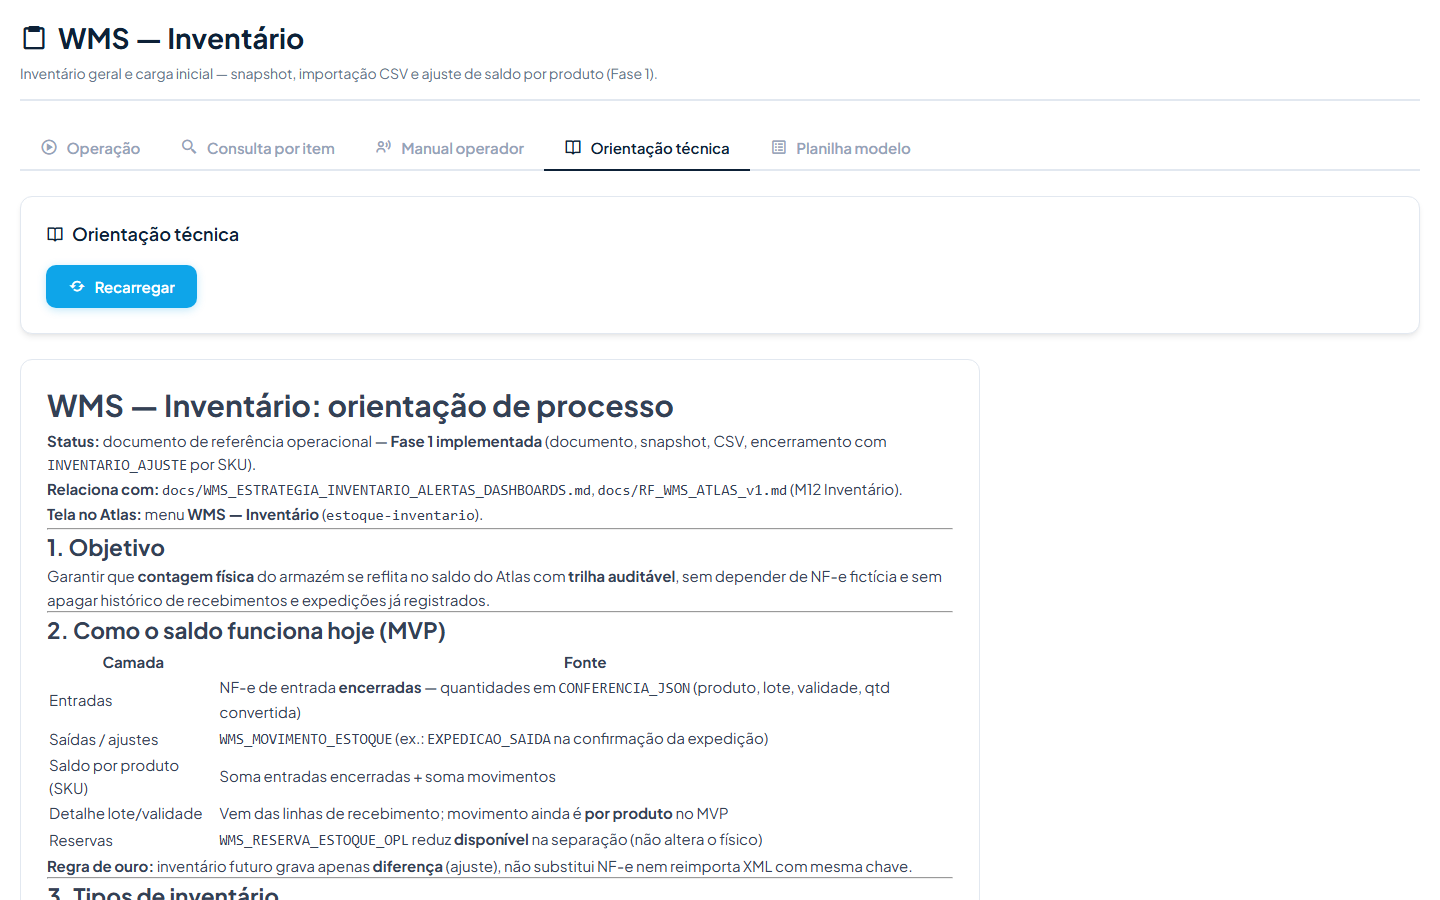 WMS — Inventário
Inventário geral e carga inicial — snapshot, importação CSV e ajuste de saldo por produto (Fase 1).
Operação
Consulta por item
Manual operador
Orientação técnica
Planilha modelo
Orientação técnica
Recarregar
WMS — Inventário: orientação de processo
Status: documento de referência operacional — Fase 1 implementada (documento, snapshot, CSV, encerramento com
INVENTARIO_AJUSTE por SKU).
Relaciona com: docs/WMS_ESTRATEGIA_INVENTARIO_ALERTAS_DASHBOARDS.md, docs/RF_WMS_ATLAS_v1.md (M12 Inventário).
Tela no Atlas: menu WMS — Inventário (estoque-inventario).
1. Objetivo
Garantir que contagem física do armazém se reflita no saldo do Atlas com trilha auditável, sem depender de NF-e fictícia e sem
apagar histórico de recebimentos e expedições já registrados.
2. Como o saldo funciona hoje (MVP)
Camada Fonte
Entradas NF-e de entrada encerradas — quantidades em CONFERENCIA_JSON (produto, lote, validade, qtd
convertida)
Saídas / ajustes WMS_MOVIMENTO_ESTOQUE (ex.: EXPEDICAO_SAIDA na confirmação da expedição)
Saldo por produto
(SKU) Soma entradas encerradas + soma movimentos
Detalhe lote/validade Vem das linhas de recebimento; movimento ainda é por produto no MVP
Reservas WMS_RESERVA_ESTOQUE_OPL reduz disponível na separação (não altera o físico)
Regra de ouro: inventário futuro grava apenas diferença (ajuste), não substitui NF-e nem reimporta XML com mesma chave.
3. Tipos de inventário